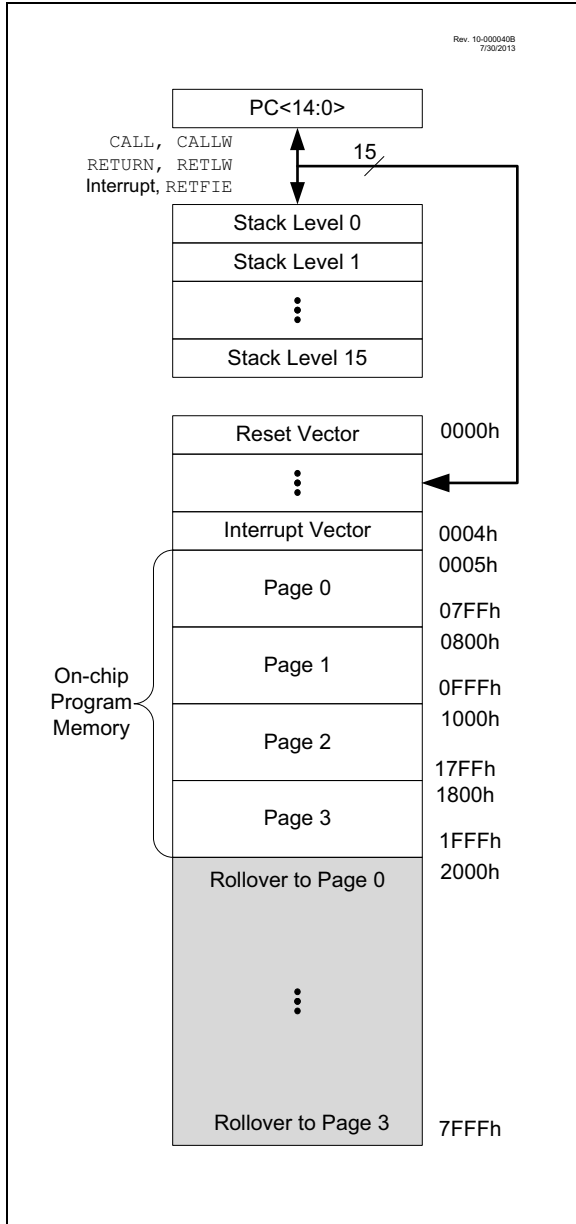 Rev. 10-000040B
7/30/2013
PC<14:0>
CALL, CALLW
RETURN, RETLW
Interrupt, RETFIE
15
Stack Level 0
Stack Level 1
Stack Level 15
Reset Vector
0000h
Interrupt Vector
0004h
0005h
Page 0
07FFh
0800h
Page 1
0FFFh
On-chip
Program
Memory
1000h
Page 2
17FFh
1800h
Page 3
1FFFh
Rollover to Page 0
2000h
Rollover to Page 3
7FFFh